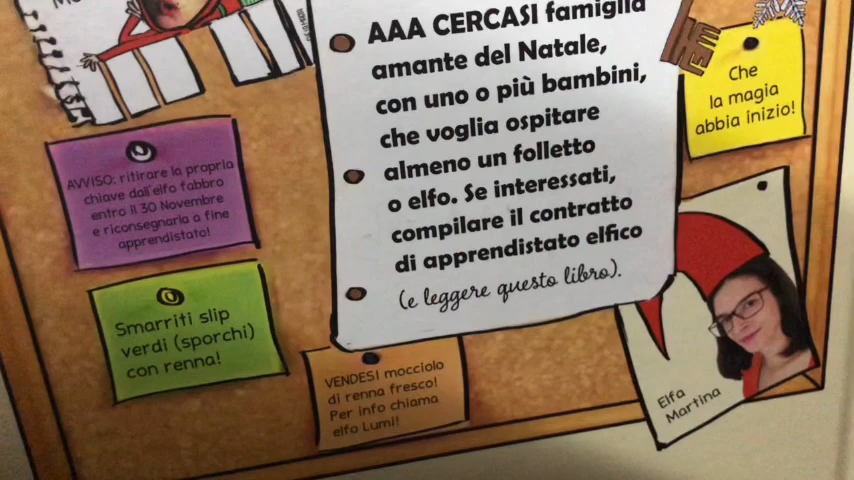 AAA CERCASI famiglia
amante del Natale,
con uno o più bambini,
che voglia ospitare
almeno un folletto
o elfo. Se interessati,
compilare il contratto
di apprendistato elfico
(e leggere questo libro).
Che
la magia
abbia inizio!
AVVISO: ritirare la propria
chiave dall'elfo fabbro
entro il 30 Novembre
e riconsegnarla a fine
apprendistato!
Smarriti slip
verdi (sporchi)
con renna!
VENDESI mocciolo
di renna fresco!
Per info chiama
elfo Lumi!
Elfa
Martina